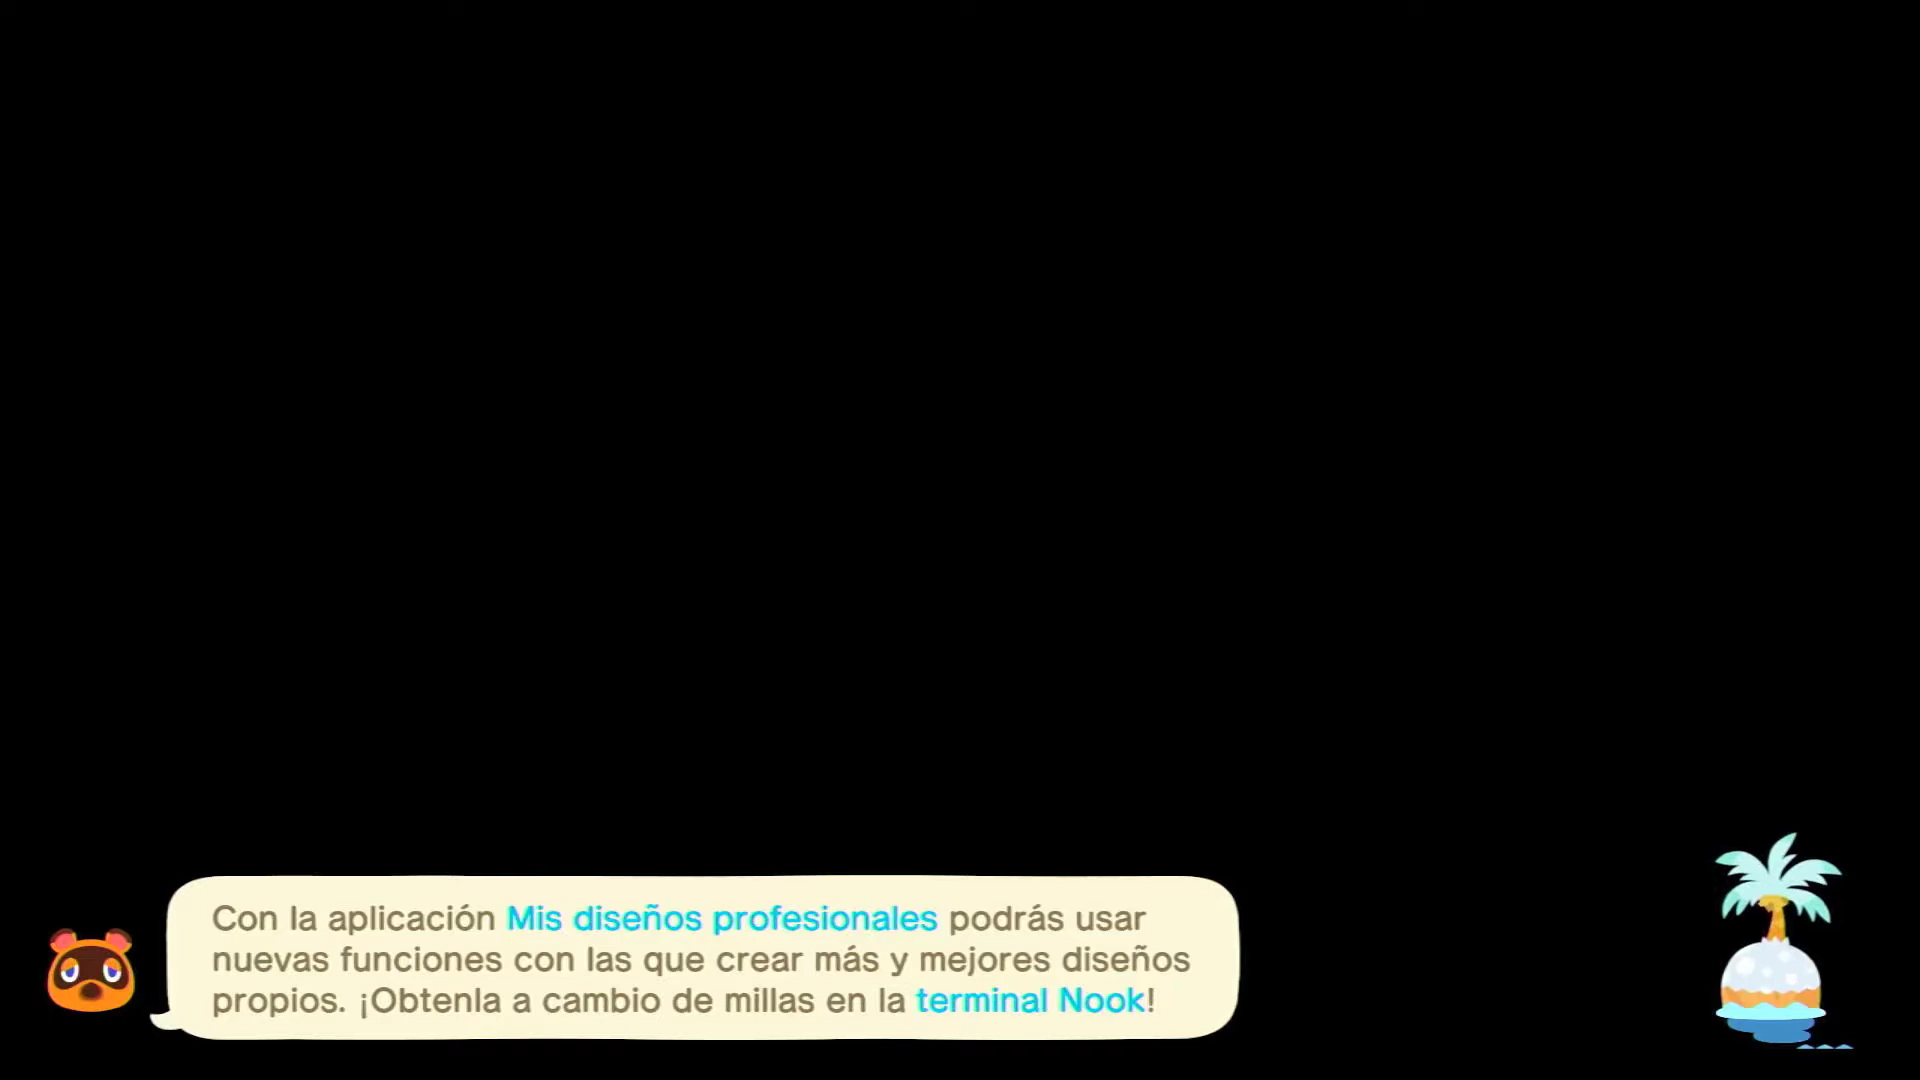 Con la aplicación Mis diseños profesionales podrás usar
nuevas funciones con las que crear más y mejores diseños
propios. ¡Obtenla a cambio de millas en la terminal Nook!